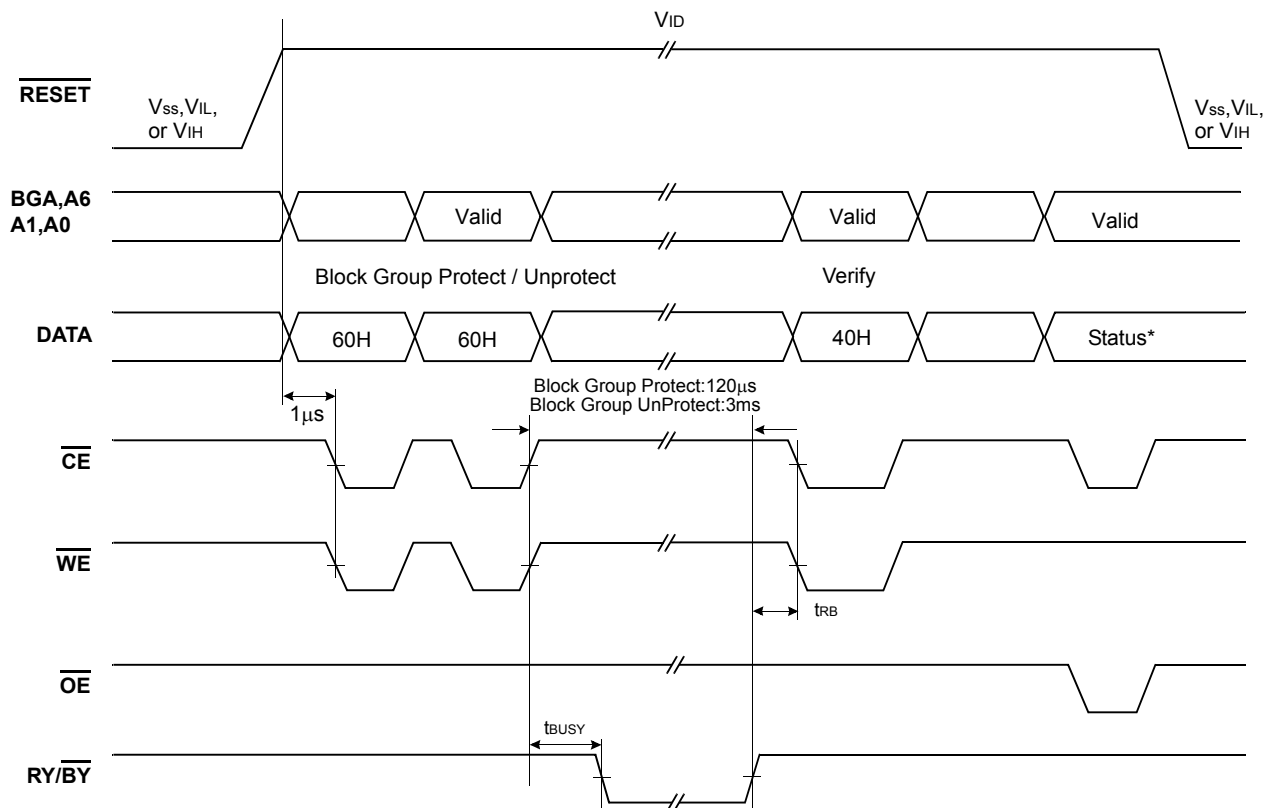 VID
RESET
Vss,VIL,
or VIH
Vss,VIL,
or VIH
BGA,A6
A1,A0
Valid
Valid
Valid
Block Group Protect / Unprotect
Verify
DATA
60H
60H
40H
Status*
1μs
Block Group Protect:120μs
Block Group UnProtect:3ms
CE
WE
tRB
OE
tBUSY
RY/BY